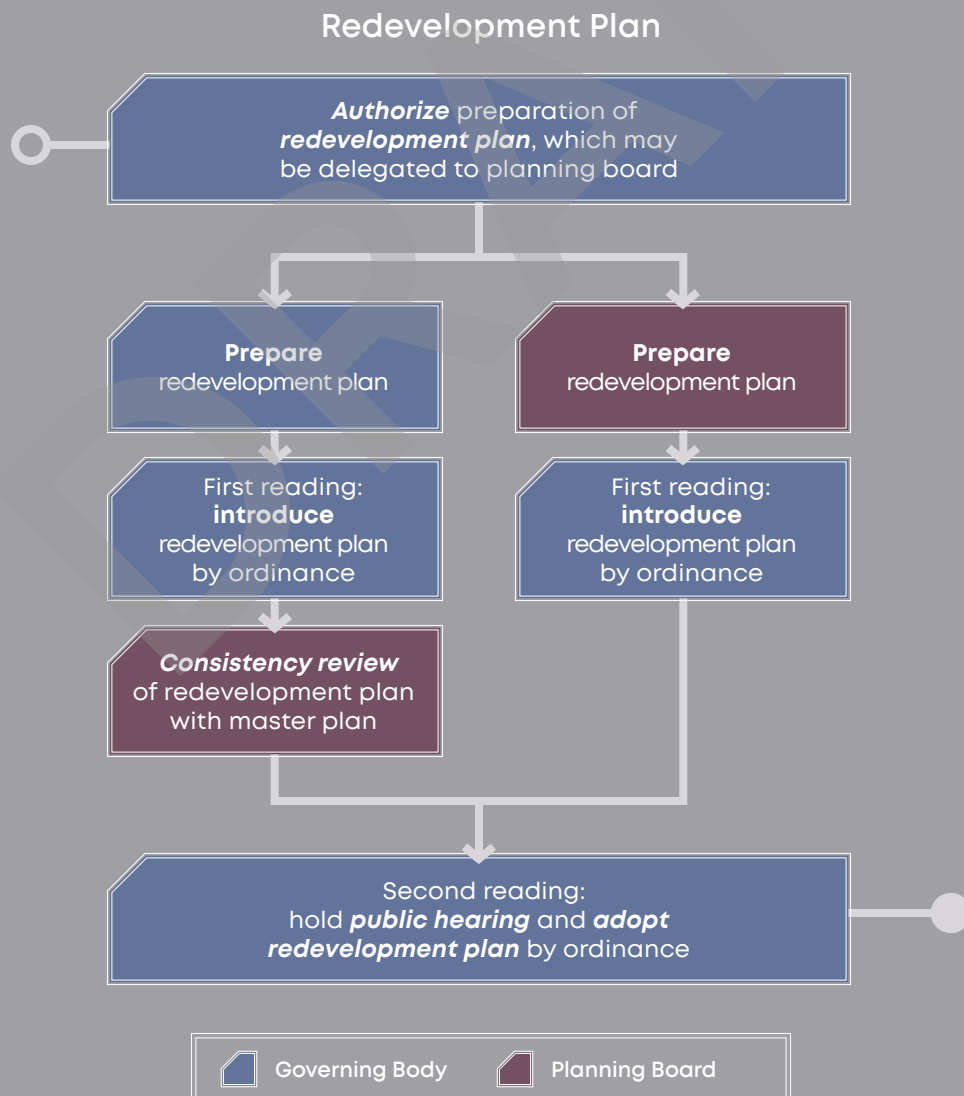 Redevelopment Plan
Authorize preparation of
redevelopment plan, which may
be delegated to planning board
Prepare
redevelopment plan
Prepare
redevelopment plan
First reading:
introduce
redevelopment plan
by ordinance
First reading:
introduce
redevelopment plan
by ordinance
Consistency review
of redevelopment plan
with master plan
Second reading:
hold public hearing and adopt
redevelopment plan by ordinance
Governing Body
Planning Board
DRAFT